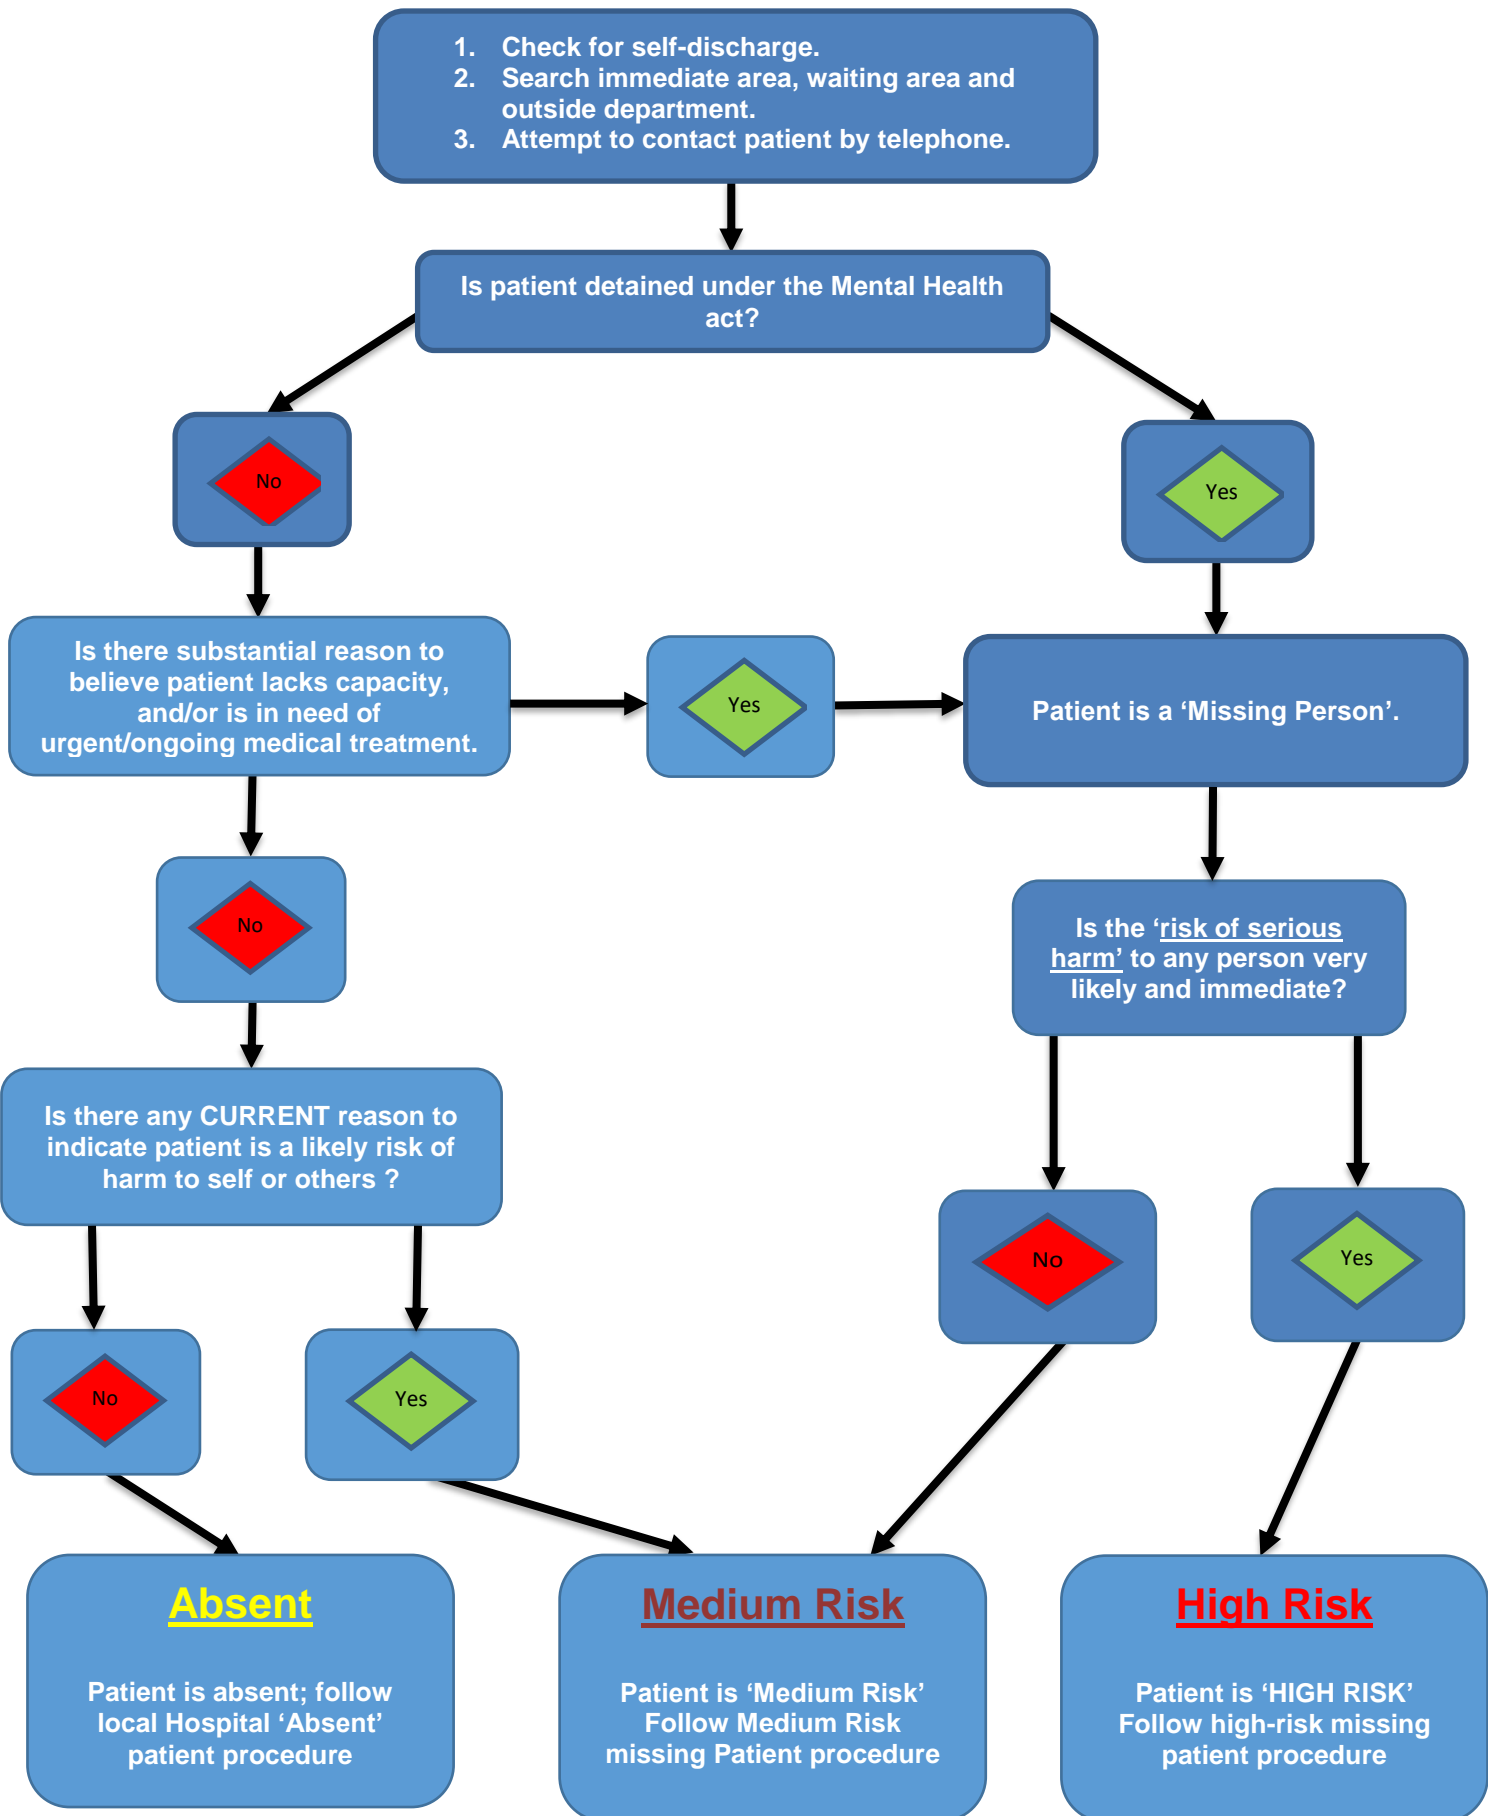 1. Check for self-discharge.
2. Search immediate area, waiting area and
outside department.
3. Attempt to contact patient by telephone.
Is patient detained under the Mental Health
act?
No
Yes
Is there substantial reason to
believe patient lacks capacity,
and/or is in need of
urgent/ongoing medical treatment.
Yes
Patient is a ‘Missing Person’.
No
Is the ‘risk of serious
harm’ to any person very
likely and immediate?
Is there any CURRENT reason to
indicate patient is a likely risk of
harm to self or others ?
No
Yes
No
Yes
Absent
Patient is absent; follow
local Hospital ‘Absent’
patient procedure
Medium Risk
Patient is ‘Medium Risk’
Follow Medium Risk
missing Patient procedure
High Risk
Patient is ‘HIGH RISK’
Follow high-risk missing
patient procedure